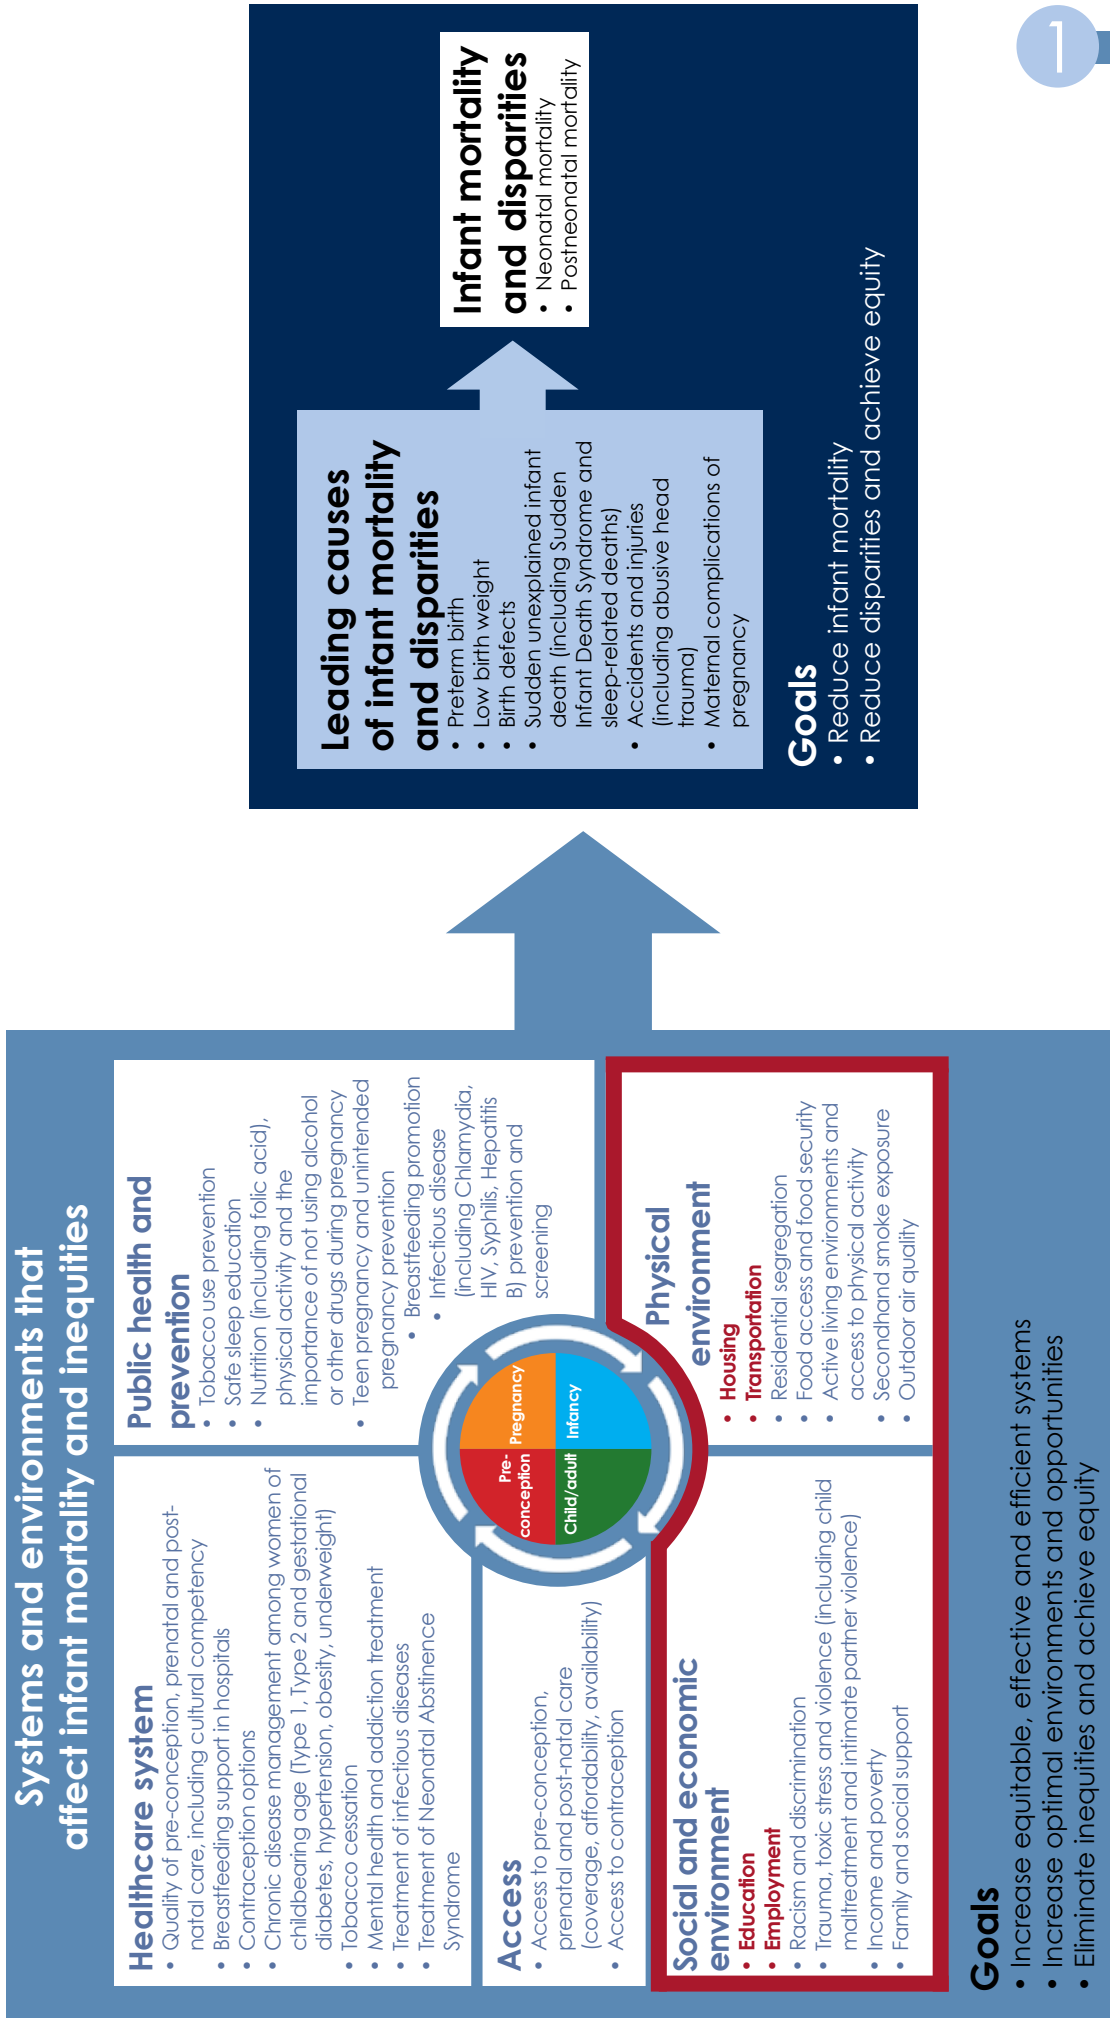 Systems and environments that
affect infant mortality and inequities
Healthcare system
• Quality of pre-conception, prenatal and post-
natal care, including cultural competency
• Breastfeeding support in hospitals
• Contraception options
• Chronic disease management among women of
childbearing age (Type 1, Type 2 and gestational
diabetes, hypertension, obesity, underweight)
• Tobacco cessation
• Mental health and addiction treatment
• Treatment of infectious diseases
• Treatment of Neonatal Abstinence
Syndrome
Public health and
prevention
• Tobacco use prevention
• Safe sleep education
• Nutrition (including folic acid),
physical activity and the
importance of not using alcohol
or other drugs during pregnancy
• Teen pregnancy and unintended
pregnancy prevention
• Breastfeeding promotion
• Infectious disease
(including Chlamydia,
HIV, Syphilis, Hepatitis
B) prevention and
screening
Access
• Access to pre-conception,
prenatal and post-natal care
(coverage, affordability, availability)
• Access to contraception
Pre-
conception
Pregnancy
Child/adult
Infancy
Social and economic
environment
• Education
• Employment
• Racism and discrimination
• Trauma, toxic stress and violence (including child
maltreatment and intimate partner violence)
• Income and poverty
• Family and social support
Physical
environment
• Housing
• Transportation
• Residential segregation
• Food access and food security
• Active living environments and
access to physical activity
• Secondhand smoke exposure
• Outdoor air quality
Goals
• Increase equitable, effective and efficient systems
• Increase optimal environments and opportunities
• Eliminate inequities and achieve equity
Leading causes
of infant mortality
and disparities
• Preterm birth
• Low birth weight
• Birth defects
• Sudden unexplained infant
death (including Sudden
Infant Death Syndrome and
sleep-related deaths)
• Accidents and injuries
(including abusive head
trauma)
• Maternal complications of
pregnancy
Infant mortality
and disparities
• Neonatal mortality
• Postneonatal mortality
Goals
• Reduce infant mortality
• Reduce disparities and achieve equity
1